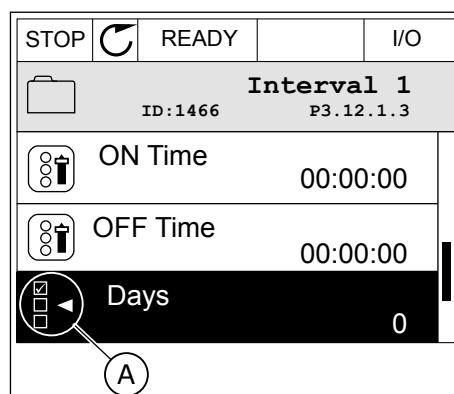 STOP READY I/O
Interval 1
ID:1466 P3.12.1.3
ON Time
00:00:00
OFF Time
00:00:00
Days
0
A